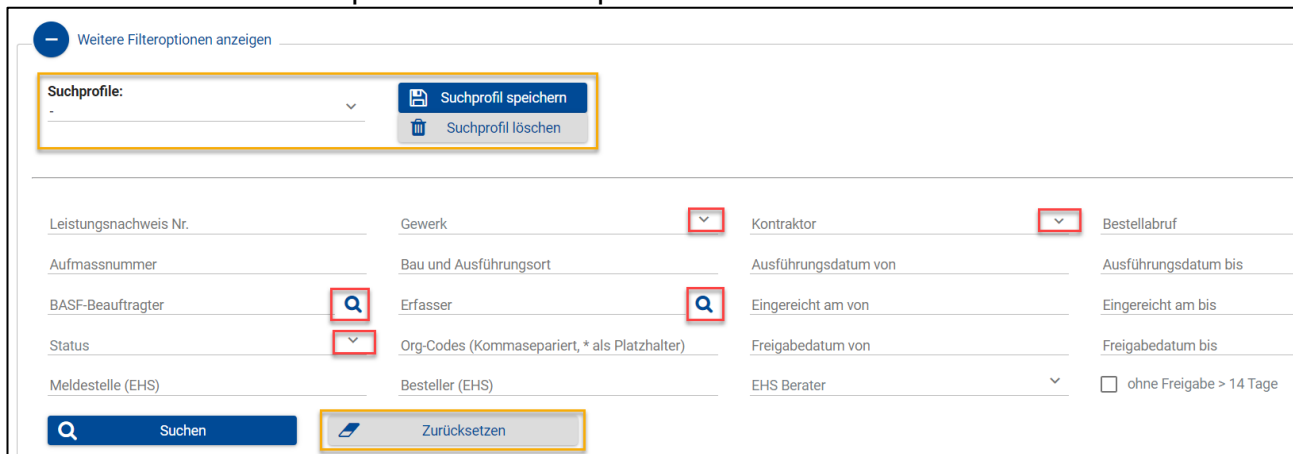 Weitere Filteroptionen anzeigen
Suchprofile:
-
Suchprofil speichern
Suchprofil löschen
Leistungsnachweis Nr. Gewerk Kontraktor Bestellabruf
Aufmassnummer Bau und Ausführungsort Ausführungsdatum von Ausführungsdatum bis
BASF-Beauftragter Erfasser Eingereicht am von Eingereicht am bis
Status Org-Codes (Kommasepariert, * als Platzhalter) Freigabedatum von Freigabedatum bis
Meldestelle (EHS) Besteller (EHS) EHS Berater ohne Freigabe > 14 Tage
Suchen Zurücksetzen